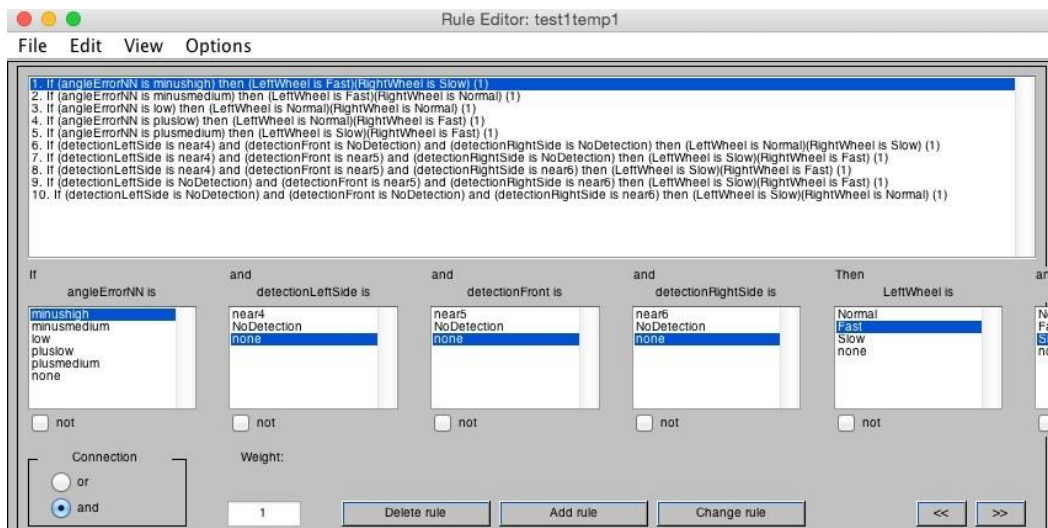 Rule Editor: test1temp1
File Edit View Options
1. If (angleErrorNN is minushigh) then (LeftWheel is Fast)(RightWheel is Slow) (1)
2. If (angleErrorNN is minusmedium) then (LeftWheel is Fast)(RightWheel is Normal) (1)
3. If (angleErrorNN is low) then (LeftWheel is Normal)(RightWheel is Normal) (1)
4. If (angleErrorNN is pluslow) then (LeftWheel is Normal)(RightWheel is Fast) (1)
5. If (angleErrorNN is plusmedium) then (LeftWheel is Slow)(RightWheel is Fast) (1)
6. If (detectionLeftSide is near4) and (detectionFront is NoDetection) and (detectionRightSide is NoDetection) then (LeftWheel is Normal)(RightWheel is Slow) (1)
7. If (detectionLeftSide is near4) and (detectionFront is near5) and (detectionRightSide is NoDetection) then (LeftWheel is Slow)(RightWheel is Fast) (1)
8. If (detectionLeftSide is near4) and (detectionFront is near5) and (detectionRightSide is near6) then (LeftWheel is Slow)(RightWheel is Fast) (1)
9. If (detectionLeftSide is NoDetection) and (detectionFront is near5) and (detectionRightSide is near6) then (LeftWheel is Slow)(RightWheel is Fast) (1)
10. If (detectionLeftSide is NoDetection) and (detectionFront is NoDetection) and (detectionRightSide is near6) then (LeftWheel is Slow)(RightWheel is Normal) (1)
If and and and Then
angleErrorNN is detectionLeftSide is detectionFront is detectionRightSide is LeftWheel is
minushigh near4 near5 near6 Normal
minusmedium NoDetection NoDetection NoDetection Fast
low none none none Slow
pluslow none
plusmedium
none
not not not not not
Connection Weight:
or
and 1 Delete rule Add rule Change rule << >>